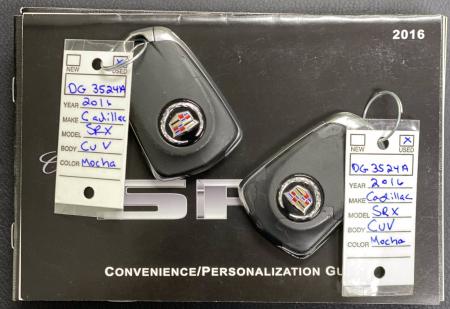 2016
NEW X USED
DG 3524A
YEAR 2016
MAKE Cadillac
MODEL SRX
BODY CUV
COLOR Mocha
NEW X USED
DG 3524A
YEAR 2016
MAKE Cadillac
MODEL SRX
BODY CUV
COLOR Mocha
CONVENIENCE/PERSONALIZATION GU